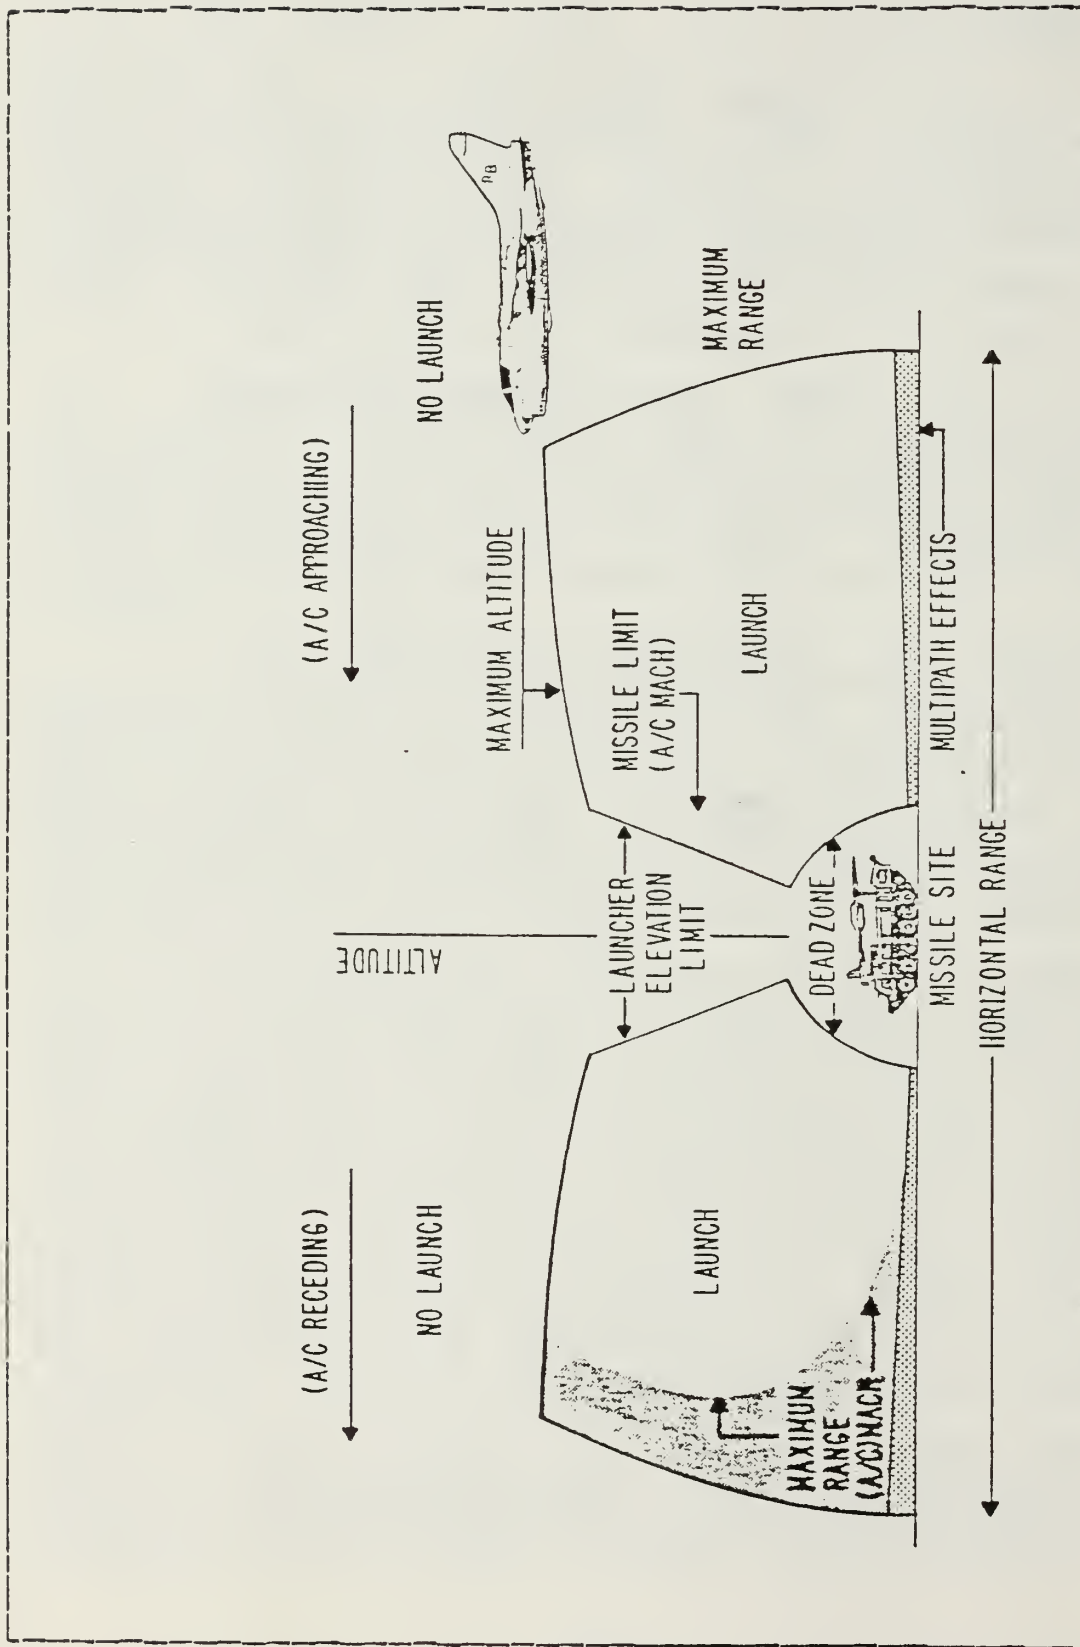 (A/C RECEDING)
(A/C APPROACHING)
NO LAUNCH
NO LAUNCH
ALTITUDE
MAXIMUM ALTITUDE
LAUNCHER
ELEVATION
LIMIT
MISSILE LIMIT
(A/C MACH)
MAXIMUM
RANGE
LAUNCH
LAUNCH
MAXIMUM
RANGE
(A/C MACH
DEAD ZONE
MISSILE SITE
MULTIPATH EFFECTS
HORIZONTAL RANGE